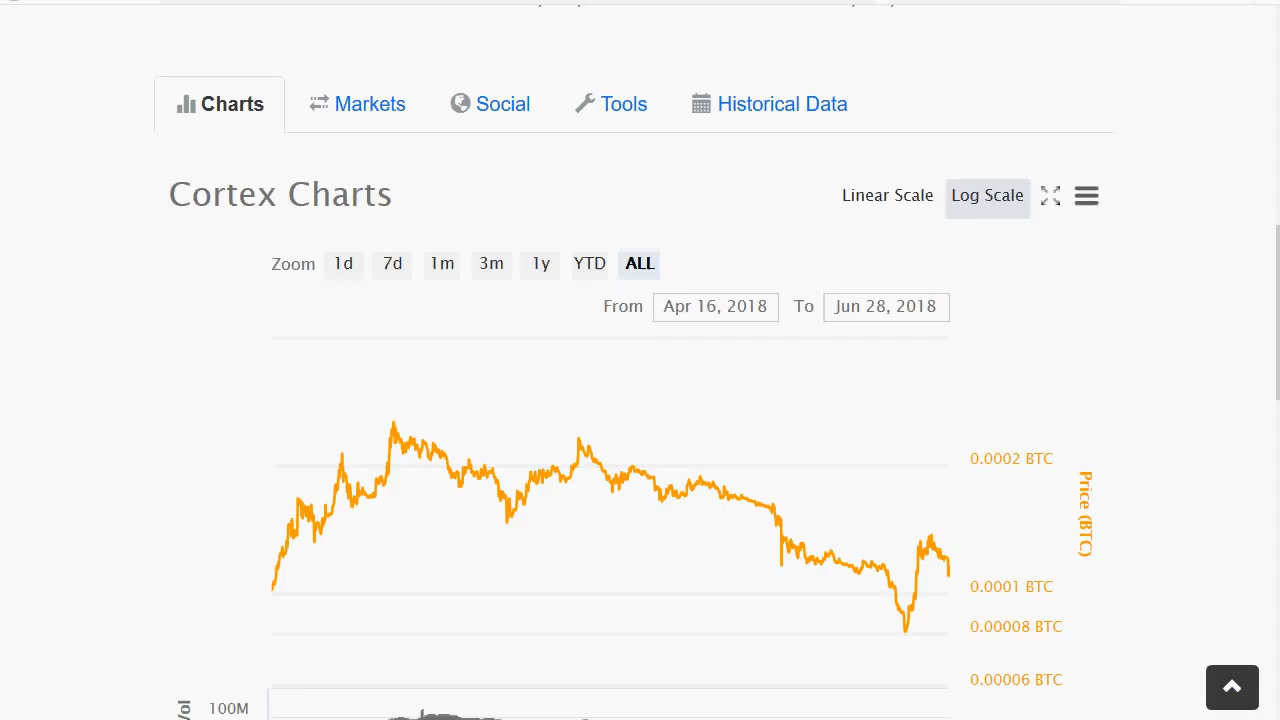 Charts Markets Social Tools Historical Data
Cortex Charts
Linear Scale Log Scale
Zoom 1d 7d 1m 3m 1y YTD ALL
From Apr 16, 2018 To Jun 28, 2018
0.0002 BTC
Price (BTC)
0.0001 BTC
0.00008 BTC
0.00006 BTC
100M